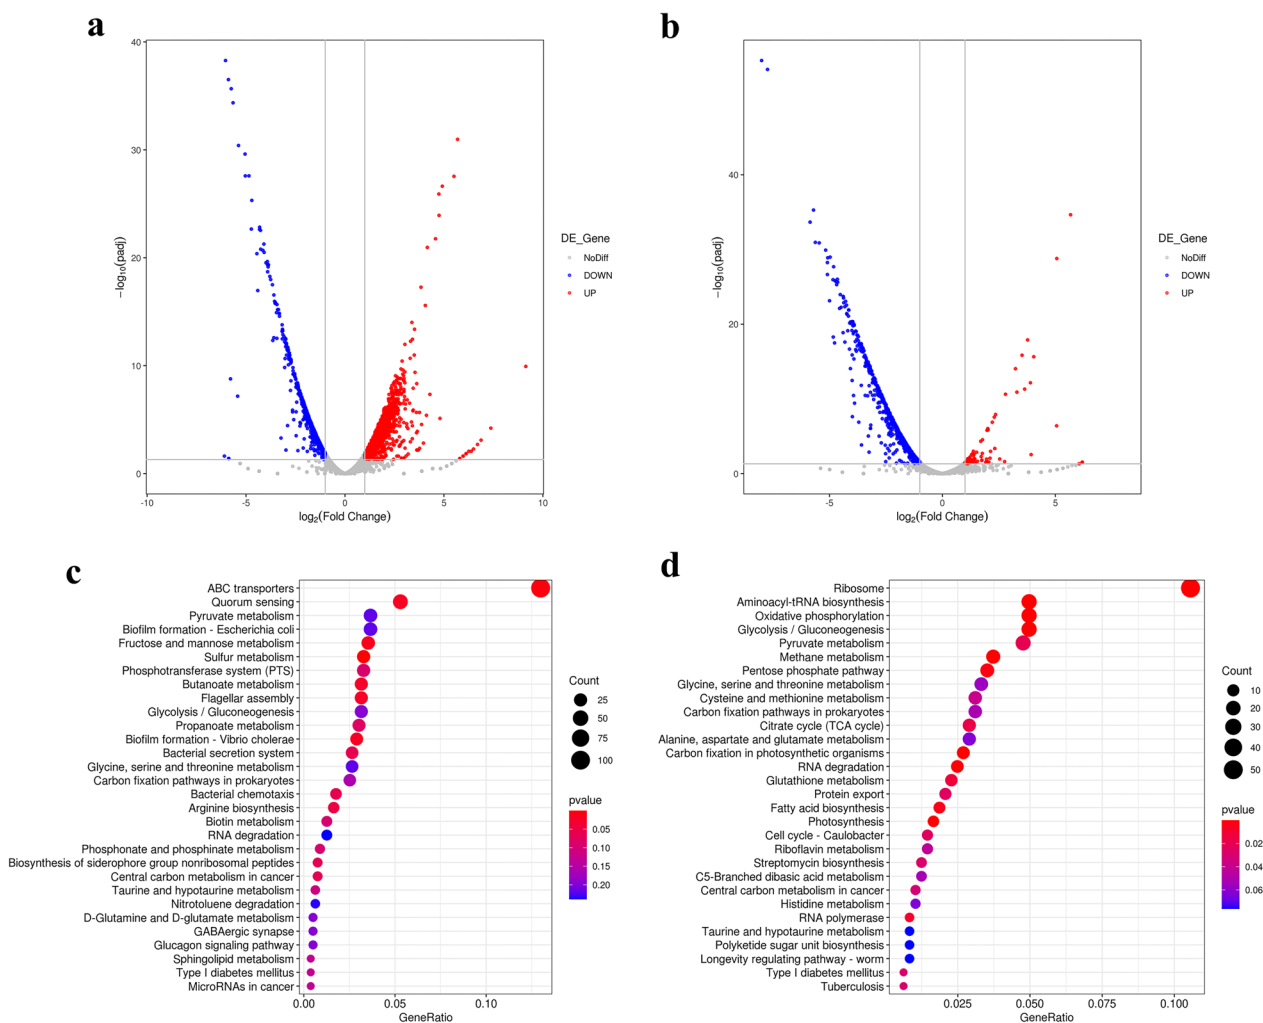 a
40
30
20
10
0
-10
-5
0
5
10
−log10(padj)
log2(Fold Change)
DE_Gene
NoDiff
DOWN
UP
b
40
20
0
-5
0
5
−log10(padj)
log2(Fold Change)
DE_Gene
NoDiff
DOWN
UP
c
ABC transporters
Quorum sensing
Pyruvate metabolism
Biofilm formation - Escherichia coli
Fructose and mannose metabolism
Sulfur metabolism
Phosphotransferase system (PTS)
Butanoate metabolism
Flagellar assembly
Glycolysis / Gluconeogenesis
Propanoate metabolism
Biofilm formation - Vibrio cholerae
Bacterial secretion system
Glycine, serine and threonine metabolism
Carbon fixation pathways in prokaryotes
Bacterial chemotaxis
Arginine biosynthesis
Biotin metabolism
RNA degradation
Phosphonate and phosphinate metabolism
Biosynthesis of siderophore group nonribosomal peptides
Central carbon metabolism in cancer
Taurine and hypotaurine metabolism
Nitrotoluene degradation
D-Glutamine and D-glutamate metabolism
GABAergic synapse
Glucagon signaling pathway
Sphingolipid metabolism
Type I diabetes mellitus
MicroRNAs in cancer
0.00
0.05
0.10
GeneRatio
Count
25
50
75
100
pvalue
0.05
0.10
0.15
0.20
d
Ribosome
Aminoacyl-tRNA biosynthesis
Oxidative phosphorylation
Glycolysis / Gluconeogenesis
Pyruvate metabolism
Methane metabolism
Pentose phosphate pathway
Glycine, serine and threonine metabolism
Cysteine and methionine metabolism
Carbon fixation pathways in prokaryotes
Citrate cycle (TCA cycle)
Alanine, aspartate and glutamate metabolism
Carbon fixation in photosynthetic organisms
RNA degradation
Glutathione metabolism
Protein export
Fatty acid biosynthesis
Photosynthesis
Cell cycle - Caulobacter
Riboflavin metabolism
Streptomycin biosynthesis
C5-Branched dibasic acid metabolism
Central carbon metabolism in cancer
Histidine metabolism
RNA polymerase
Taurine and hypotaurine metabolism
Polyketide sugar unit biosynthesis
Longevity regulating pathway - worm
Type I diabetes mellitus
Tuberculosis
0.025
0.050
0.075
0.100
GeneRatio
Count
10
20
30
40
50
pvalue
0.02
0.04
0.06